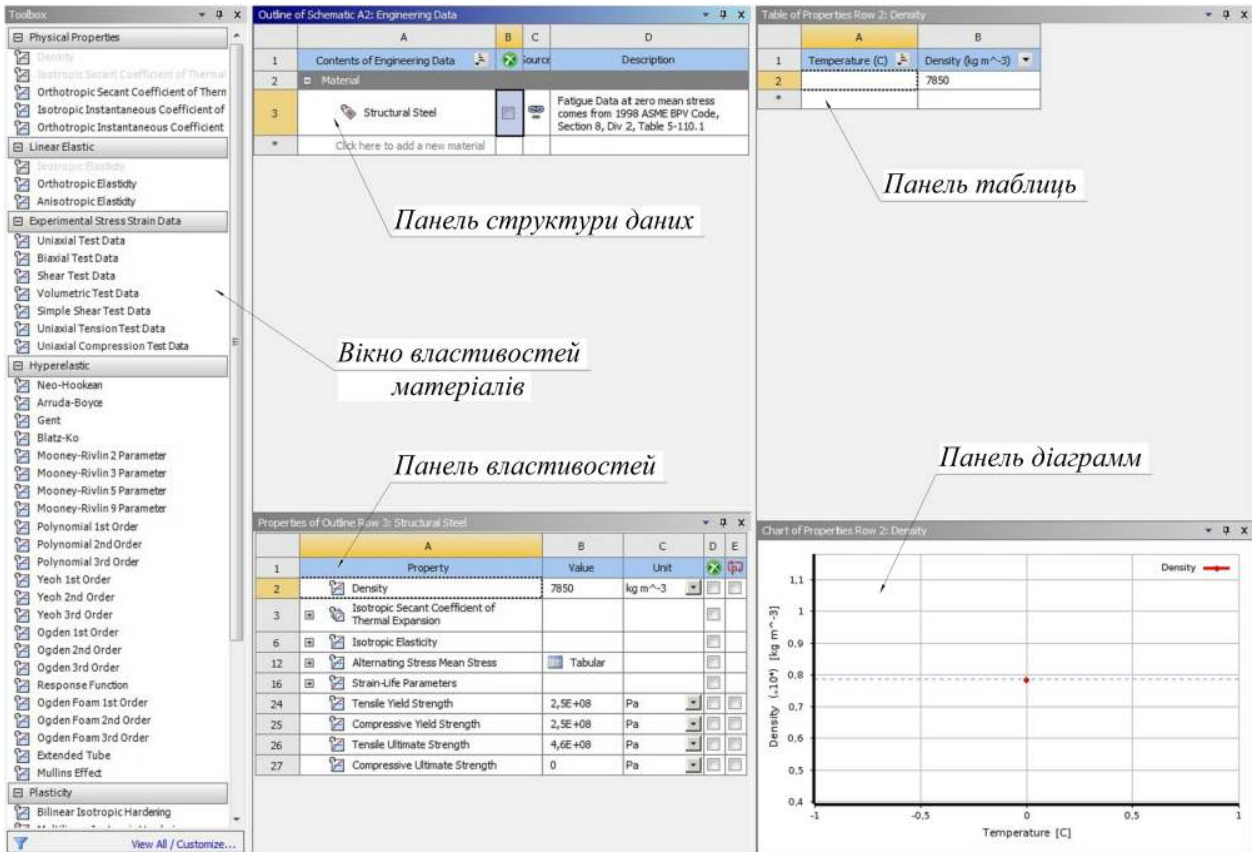 Toolbox
Physical Properties
Density
Isotropic Secant Coefficient of Thermal
Orthotropic Secant Coefficient of Therm
Isotropic Instantaneous Coefficient of
Orthotropic Instantaneous Coefficient
Linear Elastic
Isotropic Elasticity
Orthotropic Elasticity
Anisotropic Elasticity
Experimental Stress Strain Data
Uniaxial Test Data
Biaxial Test Data
Shear Test Data
Volumetric Test Data
Simple Shear Test Data
Uniaxial Tension Test Data
Uniaxial Compression Test Data
Hyperelastic
Neo-Hookean
Arruda-Boyce
Gent
Blatz-Ko
Mooney-Rivlin 2 Parameter
Mooney-Rivlin 3 Parameter
Mooney-Rivlin 5 Parameter
Mooney-Rivlin 9 Parameter
Polynomial 1st Order
Polynomial 2nd Order
Polynomial 3rd Order
Yeoh 1st Order
Yeoh 2nd Order
Yeoh 3rd Order
Ogden 1st Order
Ogden 2nd Order
Ogden 3rd Order
Response Function
Ogden Foam 1st Order
Ogden Foam 2nd Order
Ogden Foam 3rd Order
Extended Tube
Mullins Effect
Plasticity
Bilinear Isotropic Hardening
View All / Customize...
Outline of Schematic A2: Engineering Data
A B C D
1 Contents of Engineering Data Source Description
2 Material
3 Structural Steel
Fatigue Data at zero mean stress
comes from 1998 ASME BPV Code,
Section 8, Div 2, Table 5-110.1
* Click here to add a new material
Панель структури даних
Вікно властивостей
матеріалів
Панель властивостей
Properties of Outline Row 3: Structural Steel
A B C D E
1 Property Value Unit
2 Density 7850 kg m^-3
3 Isotropic Secant Coefficient of
Thermal Expansion
6 Isotropic Elasticity
12 Alternating Stress Mean Stress Tabular
16 Strain-Life Parameters
24 Tensile Yield Strength 2,5E+08 Pa
25 Compressive Yield Strength 2,5E+08 Pa
26 Tensile Ultimate Strength 4,6E+08 Pa
27 Compressive Ultimate Strength 0 Pa
Table of Properties Row 2: Density
A B
1 Temperature (C) Density (kg m^-3)
2 7850
*
Панель таблиць
Панель діаграмм
Chart of Properties Row 2: Density
Density
1,1
1
0,9
0,8
0,7
0,6
0,5
0,4
Density (.10⁴) [kg m^-3]
-1 -0,5 0 0,5 1
Temperature [C]